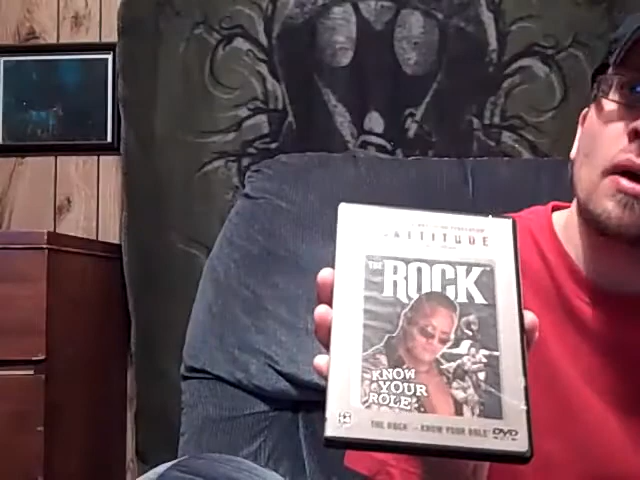 ATTITUDE
THE ROCK
KNOW
YOUR
ROLE
THE ROCK - KNOW YOUR ROLE DVD